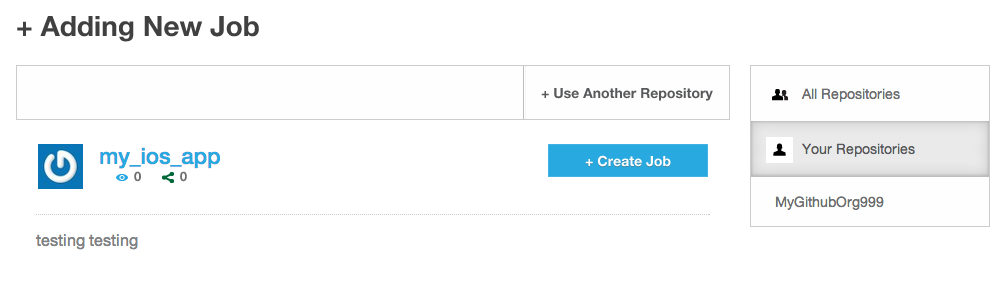 + Adding New Job
+ Use Another Repository
my_ios_app
0 0
+ Create Job
testing testing
All Repositories
Your Repositories
MyGithubOrg999